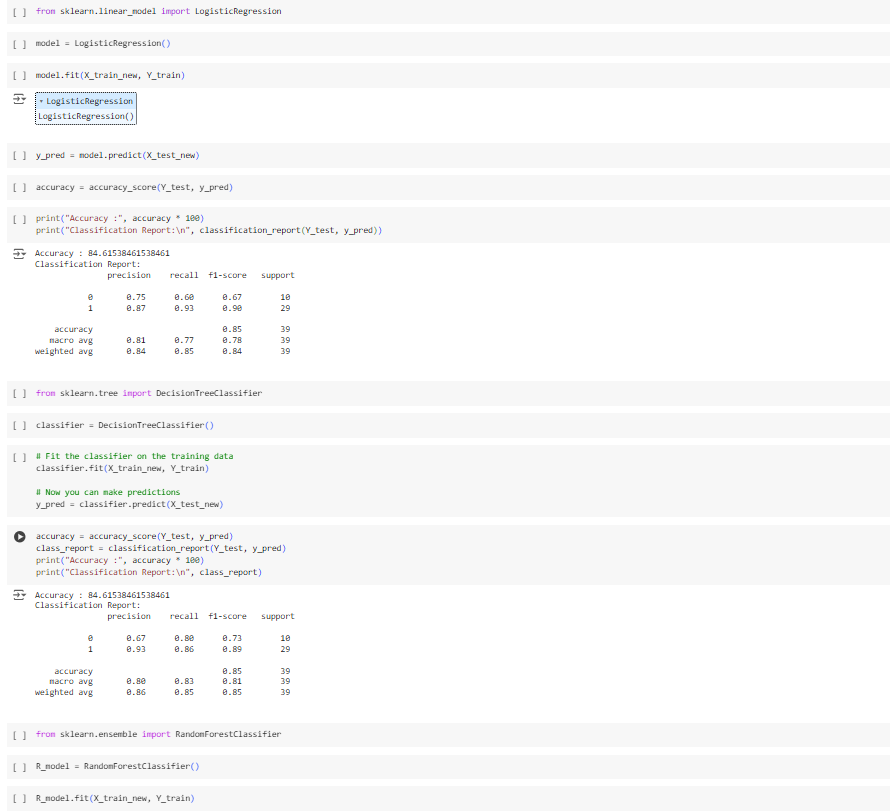 [ ] from sklearn.linear_model import LogisticRegression
[ ] model = LogisticRegression()
[ ] model.fit(X_train_new, Y_train)
▾ LogisticRegression
LogisticRegression()
[ ] y_pred = model.predict(X_test_new)
[ ] accuracy = accuracy_score(Y_test, y_pred)
[ ] print("Accuracy :", accuracy * 100)
print("Classification Report:\n", classification_report(Y_test, y_pred))
Accuracy : 84.61538461538461
Classification Report:
precision recall f1-score support
0 0.75 0.60 0.67 10
1 0.87 0.93 0.90 29
accuracy 0.85 39
macro avg 0.81 0.77 0.78 39
weighted avg 0.84 0.85 0.84 39
[ ] from sklearn.tree import DecisionTreeClassifier
[ ] classifier = DecisionTreeClassifier()
[ ] # Fit the classifier on the training data
classifier.fit(X_train_new, Y_train)
# Now you can make predictions
y_pred = classifier.predict(X_test_new)
accuracy = accuracy_score(Y_test, y_pred)
class_report = classification_report(Y_test, y_pred)
print("Accuracy :", accuracy * 100)
print("Classification Report:\n", class_report)
Accuracy : 84.61538461538461
Classification Report:
precision recall f1-score support
0 0.67 0.80 0.73 10
1 0.93 0.86 0.89 29
accuracy 0.85 39
macro avg 0.80 0.83 0.81 39
weighted avg 0.86 0.85 0.85 39
[ ] from sklearn.ensemble import RandomForestClassifier
[ ] R_model = RandomForestClassifier()
[ ] R_model.fit(X_train_new, Y_train)